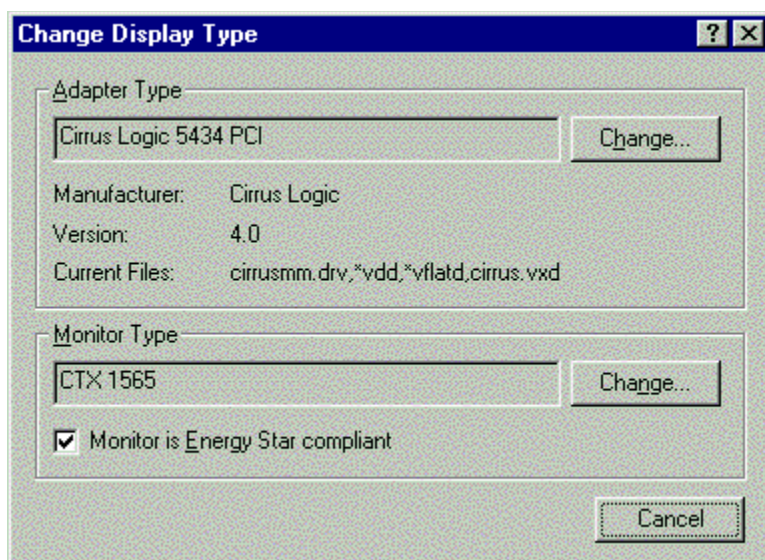 Change Display Type
Adapter Type
Cirrus Logic 5434 PCI
Change...
Manufacturer: Cirrus Logic
Version: 4.0
Current Files: cirrusmm.drv,*vdd,*vflatd,cirrus.vxd
Monitor Type
CTX 1565
Change...
Monitor is Energy Star compliant
Cancel